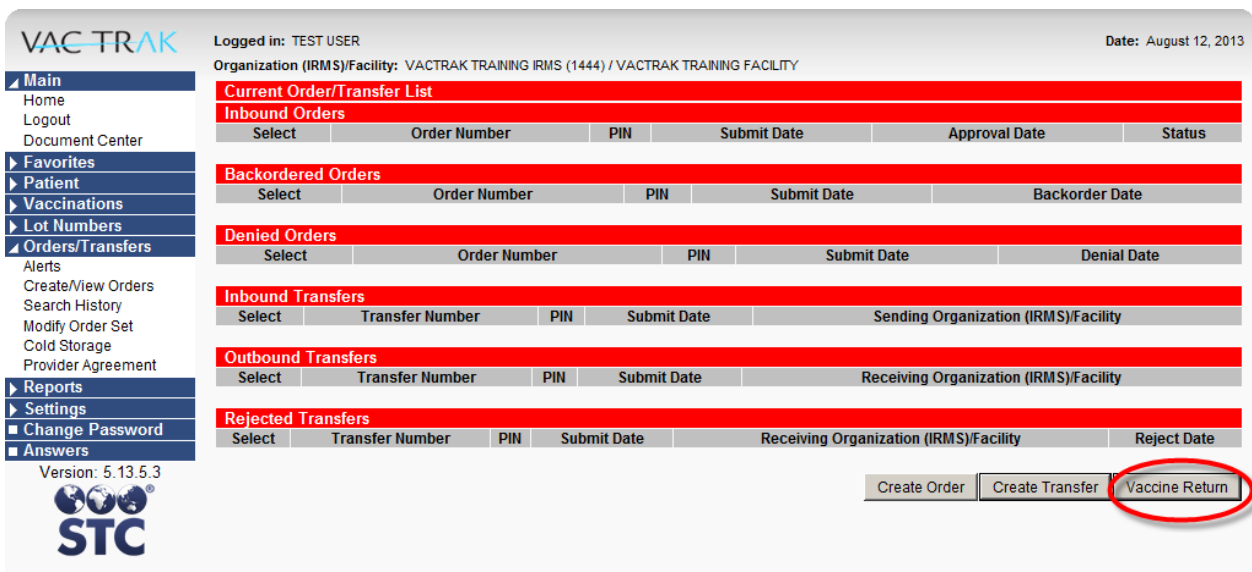 VACTRAK
Logged in: TEST USER
Date: August 12, 2013
Organization (IRMS)/Facility: VACTRAK TRAINING IRMS (1444) / VACTRAK TRAINING FACILITY
Main
Home
Logout
Document Center
Favorites
Patient
Vaccinations
Lot Numbers
Orders/Transfers
Alerts
Create/View Orders
Search History
Modify Order Set
Cold Storage
Provider Agreement
Reports
Settings
Change Password
Answers
Version: 5.13.5.3
STC
Current Order/Transfer List
Inbound Orders
Select Order Number PIN Submit Date Approval Date Status
Backordered Orders
Select Order Number PIN Submit Date Backorder Date
Denied Orders
Select Order Number PIN Submit Date Denial Date
Inbound Transfers
Select Transfer Number PIN Submit Date Sending Organization (IRMS)/Facility
Outbound Transfers
Select Transfer Number PIN Submit Date Receiving Organization (IRMS)/Facility
Rejected Transfers
Select Transfer Number PIN Submit Date Receiving Organization (IRMS)/Facility Reject Date
Create Order Create Transfer Vaccine Return